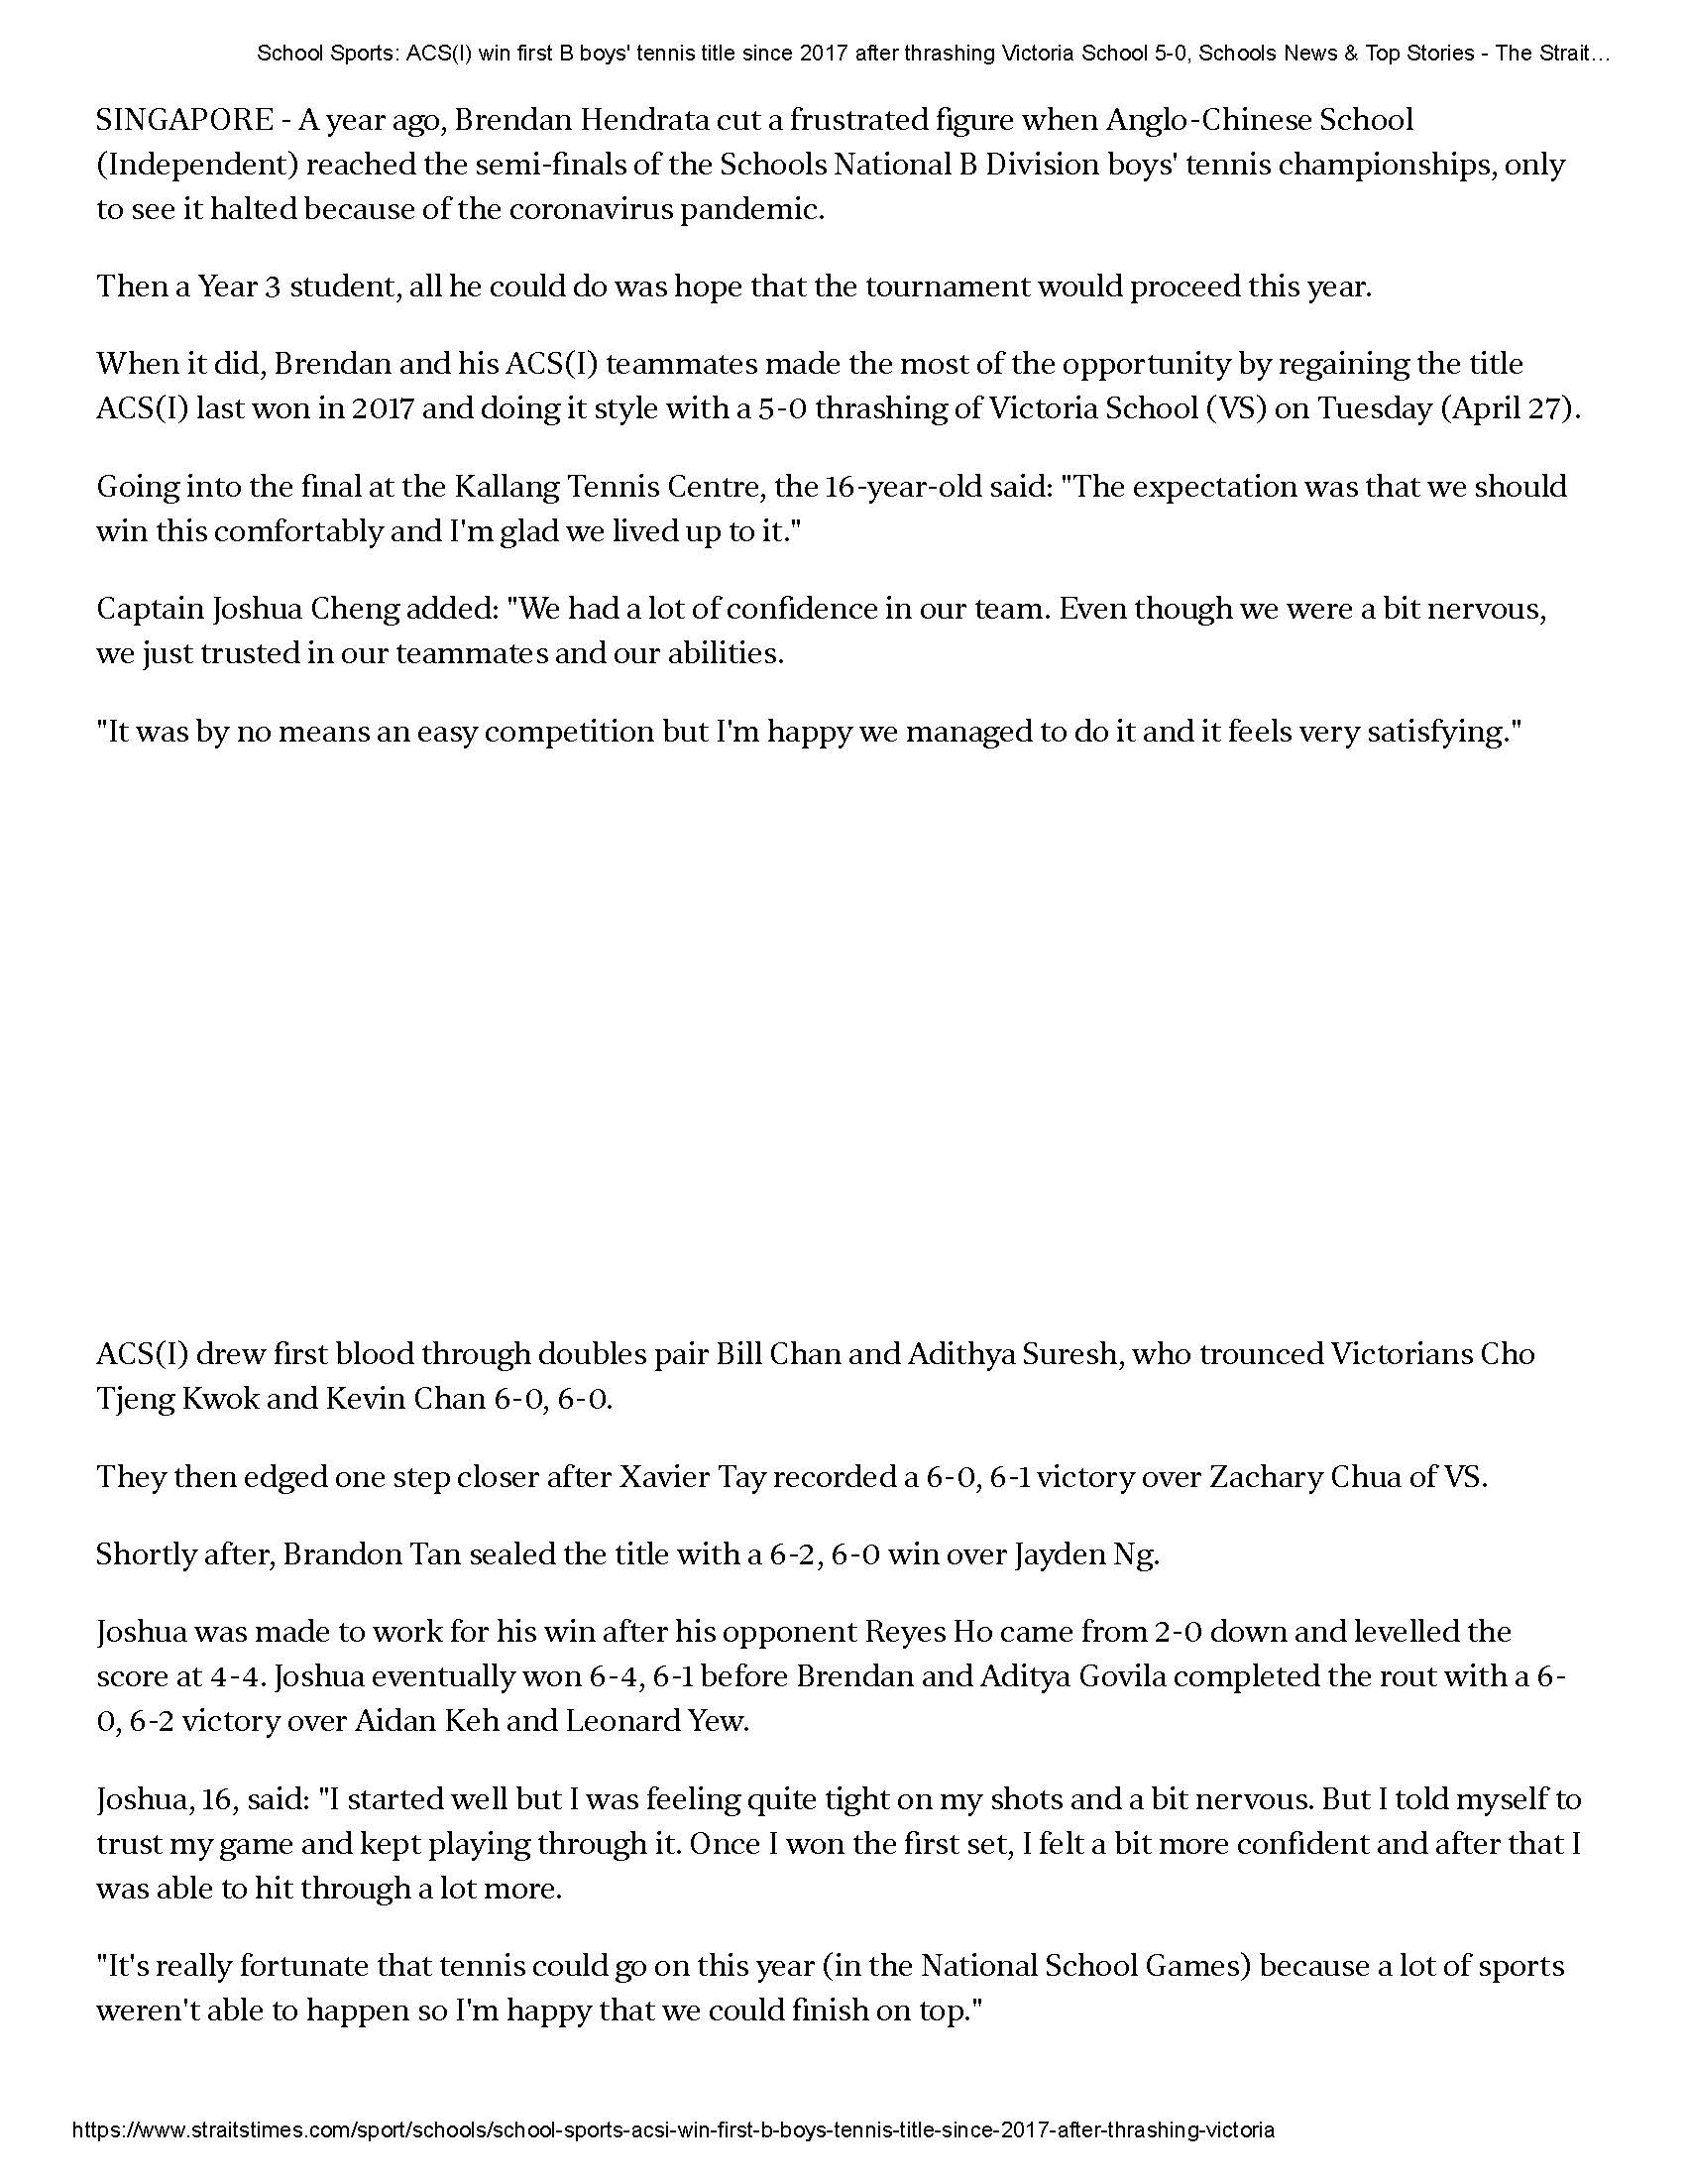 School Sports: ACS(I) win first B boys' tennis title since 2017 after thrashing Victoria School 5-0, Schools News & Top Stories - The Strait…
SINGAPORE - A year ago, Brendan Hendrata cut a frustrated figure when Anglo-Chinese School
(Independent) reached the semi-finals of the Schools National B Division boys' tennis championships, only
to see it halted because of the coronavirus pandemic.
Then a Year 3 student, all he could do was hope that the tournament would proceed this year.
When it did, Brendan and his ACS(I) teammates made the most of the opportunity by regaining the title
ACS(I) last won in 2017 and doing it style with a 5-0 thrashing of Victoria School (VS) on Tuesday (April 27).
Going into the final at the Kallang Tennis Centre, the 16-year-old said: "The expectation was that we should
win this comfortably and I'm glad we lived up to it."
Captain Joshua Cheng added: "We had a lot of confidence in our team. Even though we were a bit nervous,
we just trusted in our teammates and our abilities.
"It was by no means an easy competition but I'm happy we managed to do it and it feels very satisfying."
ACS(I) drew first blood through doubles pair Bill Chan and Adithya Suresh, who trounced Victorians Cho
Tjeng Kwok and Kevin Chan 6-0, 6-0.
They then edged one step closer after Xavier Tay recorded a 6-0, 6-1 victory over Zachary Chua of VS.
Shortly after, Brandon Tan sealed the title with a 6-2, 6-0 win over Jayden Ng.
Joshua was made to work for his win after his opponent Reyes Ho came from 2-0 down and levelled the
score at 4-4. Joshua eventually won 6-4, 6-1 before Brendan and Aditya Govila completed the rout with a 6-
0, 6-2 victory over Aidan Keh and Leonard Yew.
Joshua, 16, said: "I started well but I was feeling quite tight on my shots and a bit nervous. But I told myself to
trust my game and kept playing through it. Once I won the first set, I felt a bit more confident and after that I
was able to hit through a lot more.
"It's really fortunate that tennis could go on this year (in the National School Games) because a lot of sports
weren't able to happen so I'm happy that we could finish on top."
https://www.straitstimes.com/sport/schools/school-sports-acsi-win-first-b-boys-tennis-title-since-2017-after-thrashing-victoria